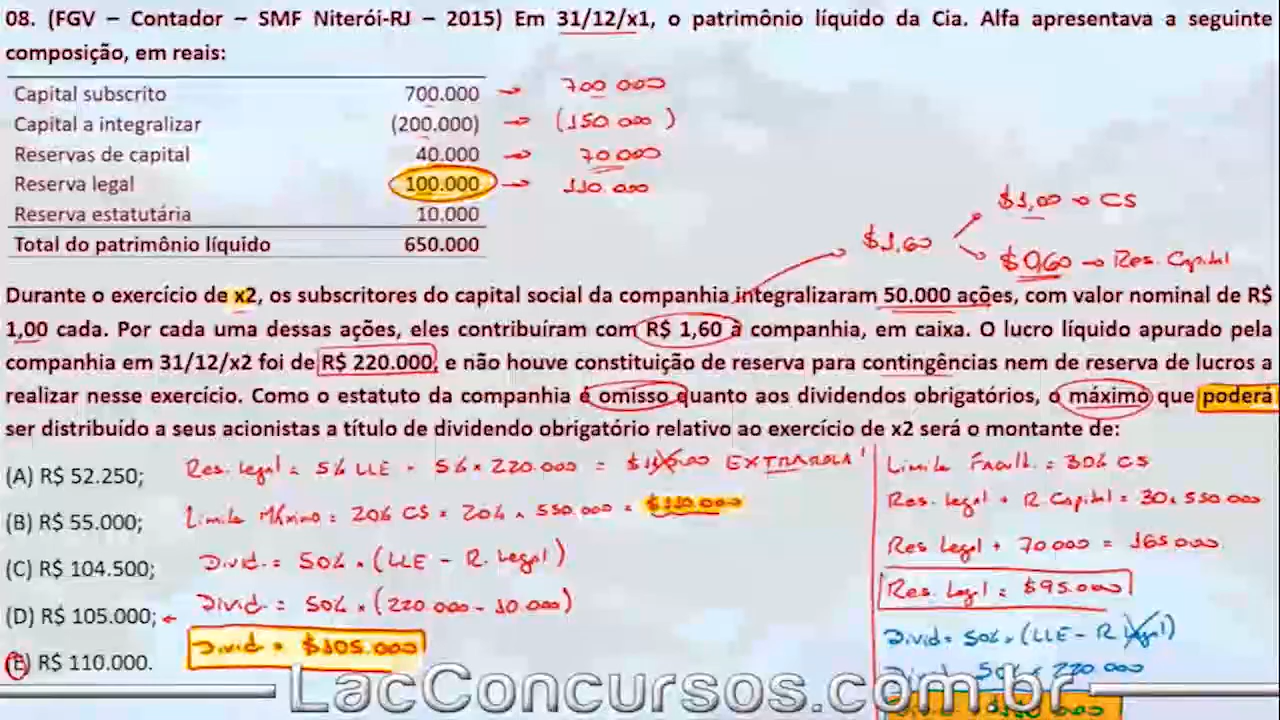 08. (FGV – Contador – SMF Niterói-RJ – 2015) Em 31/12/x1, o patrimônio líquido da Cia. Alfa apresentava a seguinte
composição, em reais:
Capital subscrito 700.000 → 700 000
Capital a integralizar (200.000) → (150 000)
Reservas de capital 40.000 → 70 000
Reserva legal 100.000 → 110.000
Reserva estatutária 10.000
Total do patrimônio líquido 650.000
$1,00 → CS
$1,60
$0,60 → Res. Capital
Durante o exercício de x2, os subscritores do capital social da companhia integralizaram 50.000 ações, com valor nominal de R$
1,00 cada. Por cada uma dessas ações, eles contribuíram com R$ 1,60 à companhia, em caixa. O lucro líquido apurado pela
companhia em 31/12/x2 foi de R$ 220.000, e não houve constituição de reserva para contingências nem de reserva de lucros a
realizar nesse exercício. Como o estatuto da companhia é omisso quanto aos dividendos obrigatórios, o máximo que poderá
ser distribuído a seus acionistas a título de dividendo obrigatório relativo ao exercício de x2 será o montante de:
(A) R$ 52.250;
(B) R$ 55.000;
(C) R$ 104.500;
(D) R$ 105.000; ←
(E) R$ 110.000.
Res. legal = 5% LLE = 5% × 220.000 = EXTRAPOLA!
Limite Máximo = 20% CS = 20% × 550.000 = $110.000
Divid. = 50% × (LLE - R. Legal)
Divid = 50% × (220.000 - 10.000)
Divid = $105.000
Limite Facult. = 30% CS
Res. legal + R. Capital = 30% 550 000
Res Legal + 70.000 = 165 000
Res. Legal = $95.000
Divid = 50% × (LLE - R Legal)
Divid 50% × 220 000
Divid = $110 000
LacConcursos.com.br